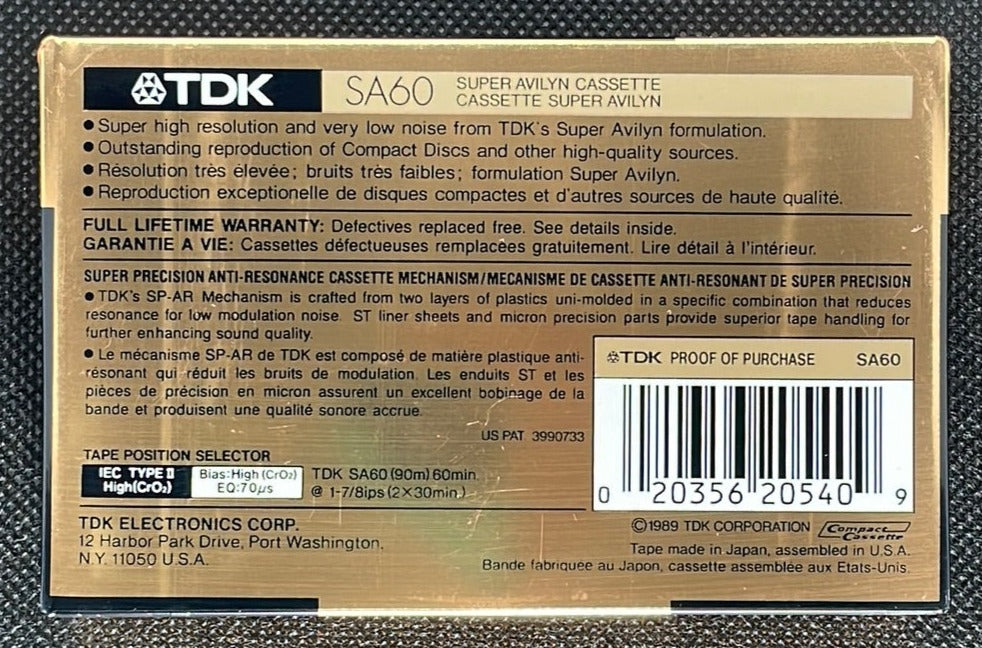 TDK SA60 SUPER AVILYN CASSETTE
CASSETTE SUPER AVILYN
● Super high resolution and very low noise from TDK's Super Avilyn formulation.
● Outstanding reproduction of Compact Discs and other high-quality sources.
● Résolution très élevée; bruits très faibles; formulation Super Avilyn.
● Reproduction exceptionelle de disques compactes et d'autres sources de haute qualité.
FULL LIFETIME WARRANTY: Defectives replaced free. See details inside.
GARANTIE A VIE: Cassettes défectueuses remplacées gratuitement. Lire détail à l'intérieur.
SUPER PRECISION ANTI-RESONANCE CASSETTE MECHANISM/MECANISME DE CASSETTE ANTI-RESONANT DE SUPER PRECISION
● TDK's SP-AR Mechanism is crafted from two layers of plastics uni-molded in a specific combination that reduces
resonance for low modulation noise. ST liner sheets and micron precision parts provide superior tape handling for
further enhancing sound quality.
● Le mécanisme SP-AR de TDK est composé de matière plastique anti-
résonant qui réduit les bruits de modulation. Les enduits ST et les
pièces de précision en micron assurent un excellent bobinage de la
bande et produisent une qualité sonore accrue.
US PAT 3990733
TDK PROOF OF PURCHASE SA60
0 20356 20540 9
TAPE POSITION SELECTOR
IEC TYPE II
High(CrO₂)
Bias:High (CrO₂)
EQ:70μs
TDK SA60 (90m) 60min.
@ 1-7/8ips (2×30min.)
TDK ELECTRONICS CORP.
12 Harbor Park Drive, Port Washington,
N.Y. 11050 U.S.A.
©1989 TDK CORPORATION Compact Cassette
Tape made in Japan, assembled in U.S.A.
Bande fabriquée au Japon, cassette assemblée aux Etats-Unis.